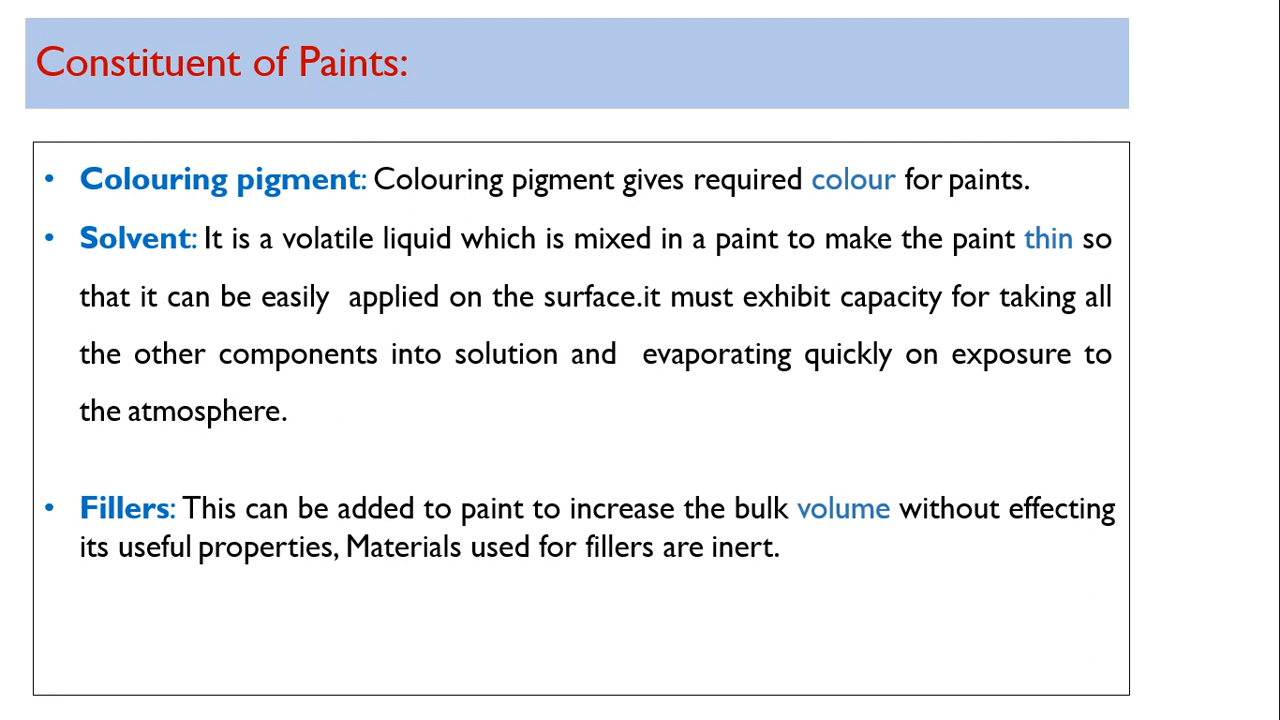 Constituent of Paints:
• Colouring pigment: Colouring pigment gives required colour for paints.
• Solvent: It is a volatile liquid which is mixed in a paint to make the paint thin so
that it can be easily applied on the surface.it must exhibit capacity for taking all
the other components into solution and evaporating quickly on exposure to
the atmosphere.
• Fillers: This can be added to paint to increase the bulk volume without effecting
its useful properties, Materials used for fillers are inert.